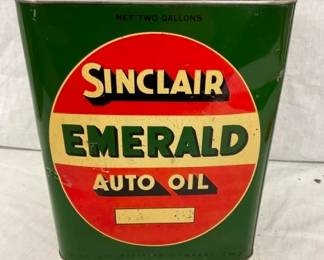 NET TWO GALLONS
SINCLAIR
EMERALD
AUTO OIL